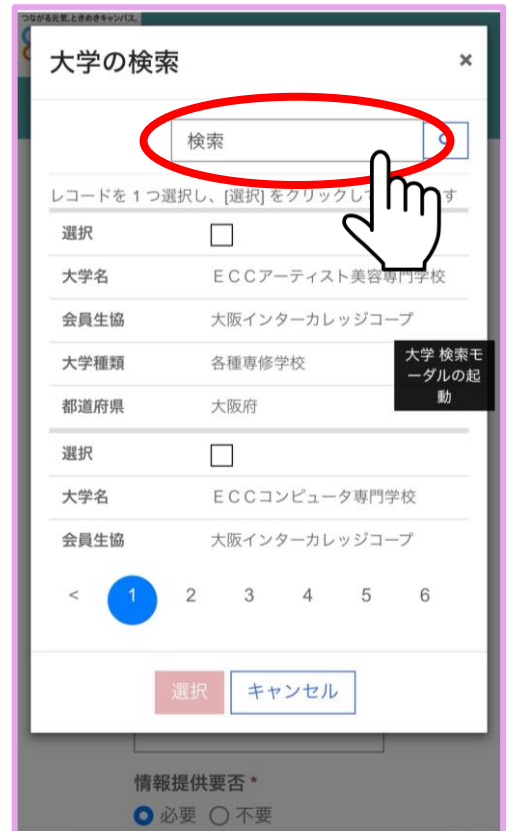 つながる元気、ときめきキャンパス。
大学の検索 ×
検索
レコードを 1 つ選択し、[選択] をクリックして す
選択
大学名 ＥＣＣアーティスト美容専門学校
会員生協 大阪インターカレッジコープ
大学種類 各種専修学校
大学 検索モ
ーダルの起
動
都道府県 大阪府
選択
大学名 ＥＣＣコンピュータ専門学校
会員生協 大阪インターカレッジコープ
< 1 2 3 4 5 6
選択 キャンセル
情報提供要否 *
必要 不要